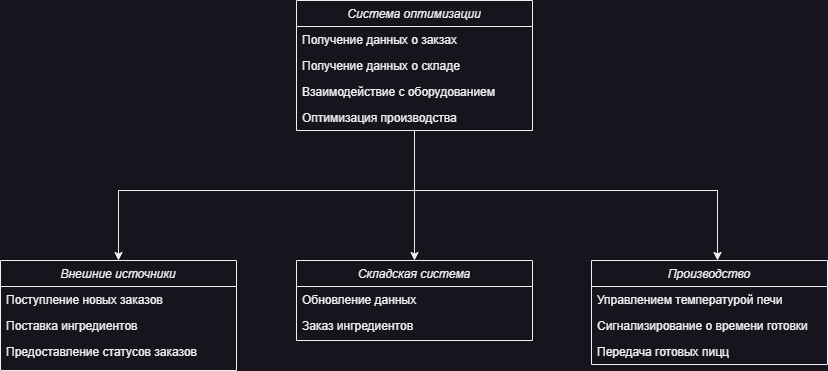 Система оптимизации
Получение данных о закзах
Получение данных о складе
Взаимодействие с оборудованием
Оптимизация производства
Внешние источники
Поступление новых заказов
Поставка ингредиентов
Предоставление статусов заказов
Складская система
Обновление данных
Заказ ингредиентов
Производство
Управлением температурой печи
Сигнализирование о времени готовки
Передача готовых пицц